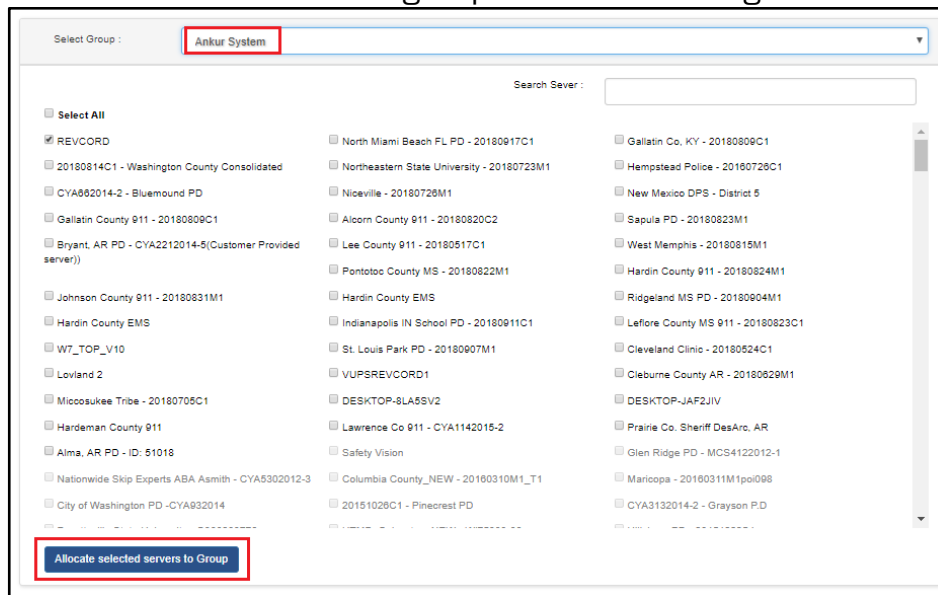 Select Group :
Ankur System
Search Sever :
Select All
REVCORD
North Miami Beach FL PD - 20180917C1
Gallatin Co, KY - 20180809C1
20180814C1 - Washington County Consolidated
Northeastern State University - 20180723M1
Hempstead Police - 20160726C1
CYA662014-2 - Bluemound PD
Niceville - 20180726M1
New Mexico DPS - District 5
Gallatin County 911 - 20180809C1
Alcorn County 911 - 20180820C2
Sapula PD - 20180823M1
Bryant, AR PD - CYA2212014-5(Customer Provided
server))
Lee County 911 - 20180517C1
West Memphis - 20180815M1
Pontotoc County MS - 20180822M1
Hardin County 911 - 20180824M1
Johnson County 911 - 20180831M1
Hardin County EMS
Ridgeland MS PD - 20180904M1
Hardin County EMS
Indianapolis IN School PD - 20180911C1
Leflore County MS 911 - 20180823C1
W7_TOP_V10
St. Louis Park PD - 20180907M1
Cleveland Clinic - 20180524C1
Lovland 2
VUPSREVCORD1
Cleburne County AR - 20180629M1
Miccosukee Tribe - 20180705C1
DESKTOP-8LA5SV2
DESKTOP-JAF2JIV
Hardeman County 911
Lawrence Co 911 - CYA1142015-2
Prairie Co. Sheriff DesArc, AR
Alma, AR PD - ID: 51018
Safety Vision
Glen Ridge PD - MCS4122012-1
Nationwide Skip Experts ABA Asmith - CYA5302012-3
Columbia County_NEW - 20160310M1_T1
Maricopa - 20160311M1poi098
City of Washington PD -CYA932014
20151026C1 - Pinecrest PD
CYA3132014-2 - Grayson P.D
Allocate selected servers to Group